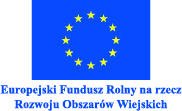 Europejski Fundusz Rolny na rzecz
Rozwoju Obszarów Wiejskich